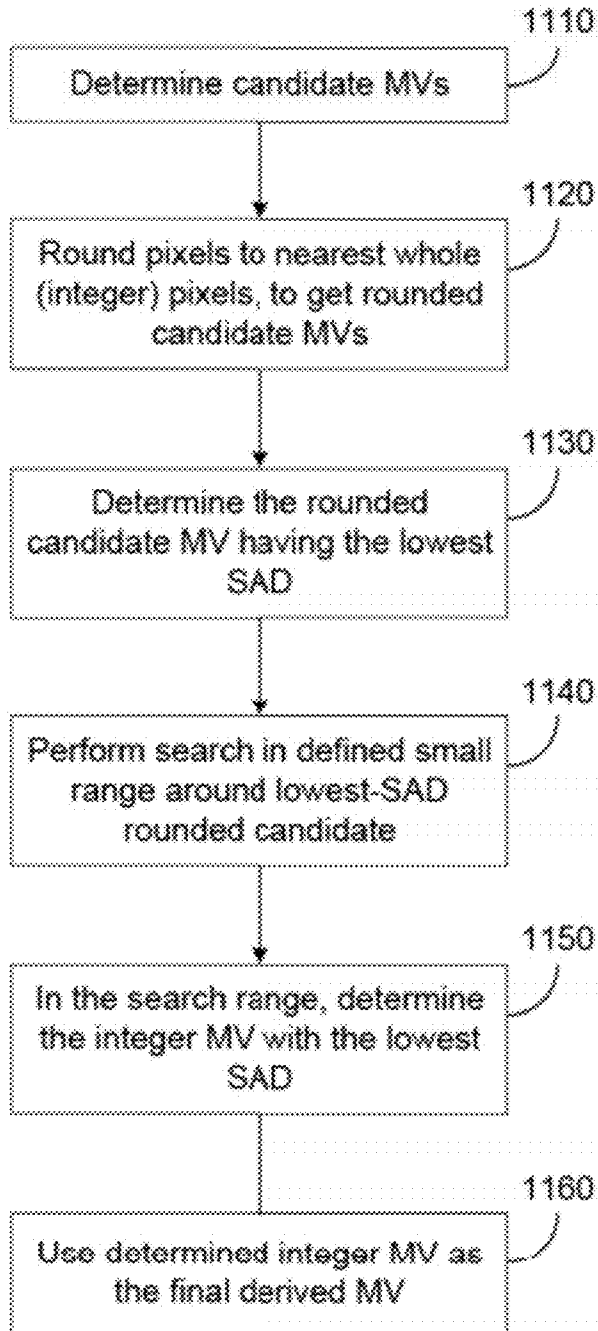 1110
Determine candidate MVs
1120
Round pixels to nearest whole
(integer) pixels, to get rounded
candidate MVs
1130
Determine the rounded
candidate MV having the lowest
SAD
1140
Perform search in defined small
range around lowest-SAD
rounded candidate
1150
In the search range, determine
the integer MV with the lowest
SAD
1160
Use determined integer MV as
the final derived MV